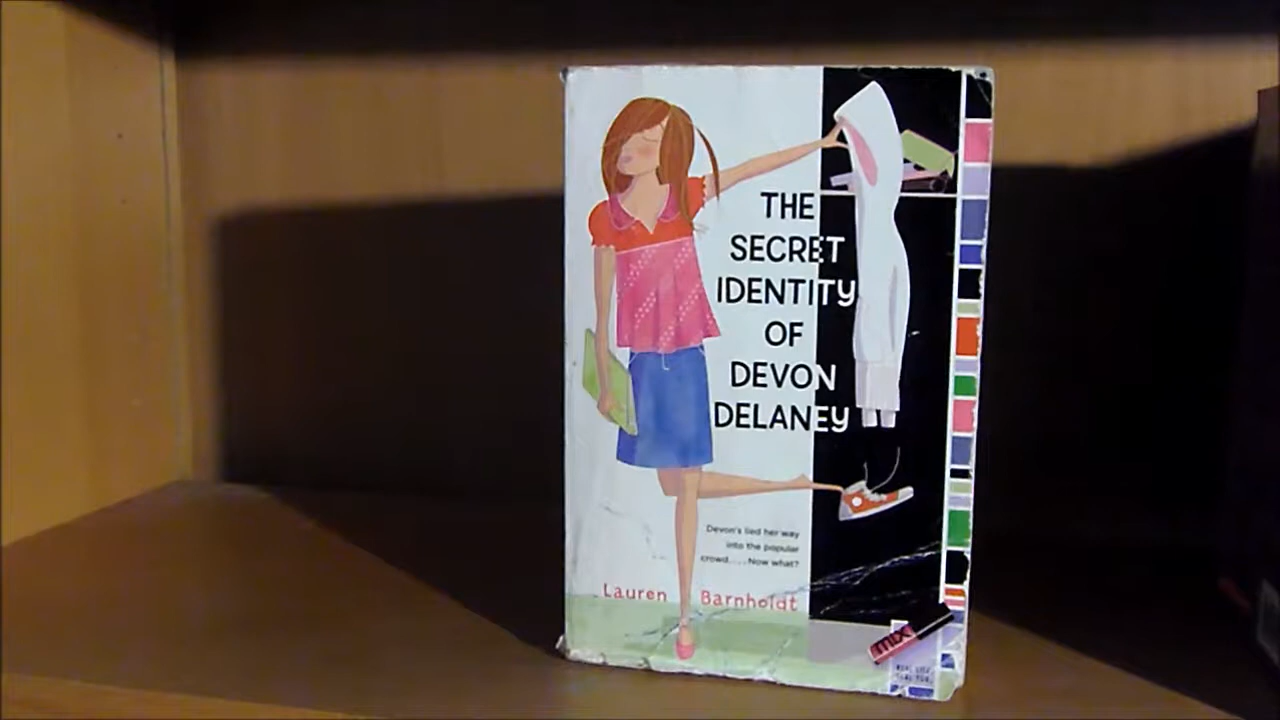 THE
SECRET
IDENTITY
OF
DEVON
DELANEY
Devon's lied her way
into the popular
crowd.... Now what?
Lauren Barnholdt
mix